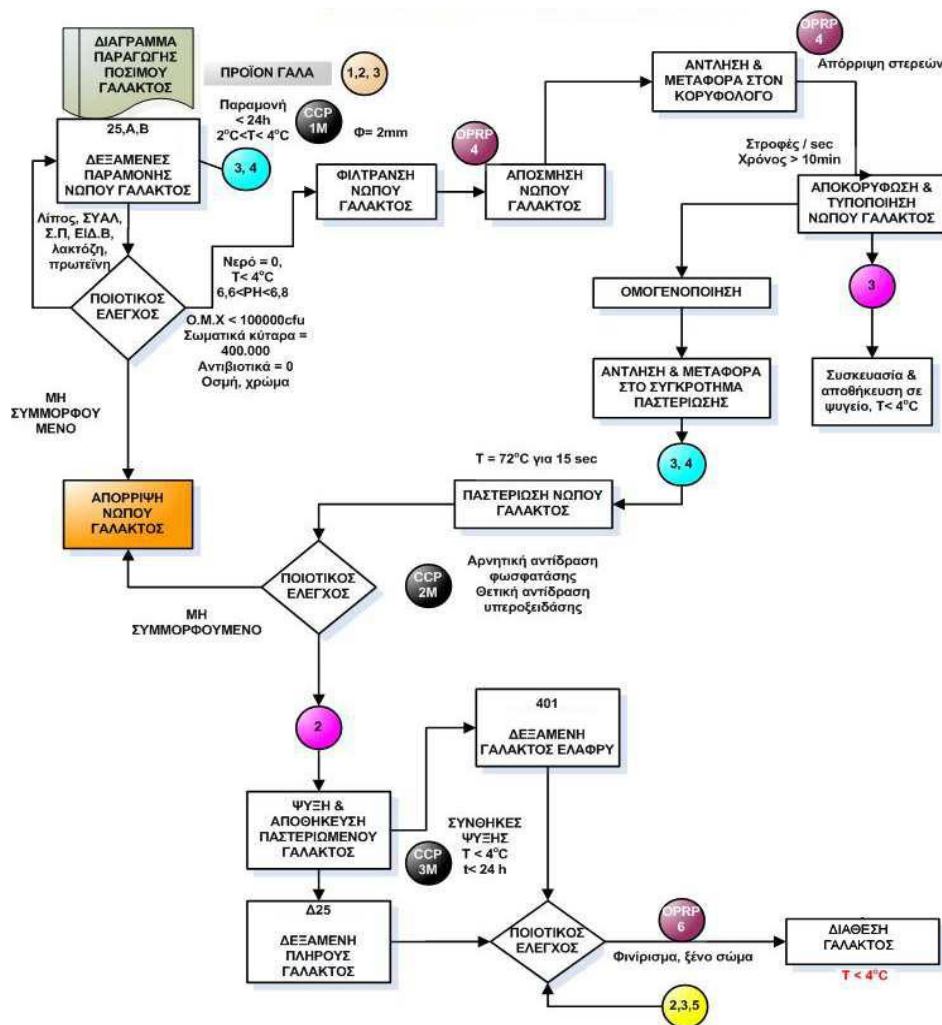 ΔΙΑΓΡΑΜΜΑ
ΠΑΡΑΓΩΓΗΣ
ΠΟΣΙΜΟΥ
ΓΑΛΑΚΤΟΣ
ΠΡΟΪΟΝ ΓΑΛΑ
1,2, 3
Παραμονή
< 24h
2°C<T< 4°C
CCP
1M
Φ= 2mm
25,Α,Β
ΔΕΞΑΜΕΝΕΣ
ΠΑΡΑΜΟΝΗΣ
ΝΩΠΟΥ ΓΑΛΑΚΤΟΣ
3, 4
ΦΙΛΤΡΑΝΣΗ
ΝΩΠΟΥ
ΓΑΛΑΚΤΟΣ
OPRP
4
ΑΠΟΣΜΗΣΗ
ΝΩΠΟΥ
ΓΑΛΑΚΤΟΣ
ΑΝΤΛΗΣΗ &
ΜΕΤΑΦΟΡΑ ΣΤΟΝ
ΚΟΡΥΦΟΛΟΓΟ
OPRP
4
Απόρριψη στερεών
Στροφές / sec
Χρόνος > 10min
ΑΠΟΚΟΡΥΦΩΣΗ &
ΤΥΠΟΠΟΙΗΣΗ
ΝΩΠΟΥ ΓΑΛΑΚΤΟΣ
3
Συσκευασία &
αποθήκευση σε
ψυγείο, T< 4°C
Λίπος, ΣΥΑΛ,
Σ.Π, ΕΙΔ.Β,
λακτόζη,
πρωτεϊνη
ΠΟΙΟΤΙΚΟΣ
ΕΛΕΓΧΟΣ
Νερό = 0,
T< 4°C
6,6<PH<6,8
Ο.Μ.Χ < 100000cfu
Σωματικά κύταρα =
400.000
Αντιβιοτικά = 0
Οσμή, χρώμα
ΜΗ
ΣΥΜΜΟΡΦΟΥ
ΜΕΝΟ
ΑΠΟΡΡΙΨΗ
ΝΩΠΟΥ
ΓΑΛΑΚΤΟΣ
ΟΜΟΓΕΝΟΠΟΙΗΣΗ
ΑΝΤΛΗΣΗ & ΜΕΤΑΦΟΡΑ
ΣΤΟ ΣΥΓΚΡΟΤΗΜΑ
ΠΑΣΤΕΡΙΩΣΗΣ
3, 4
T = 72°C για 15 sec
ΠΑΣΤΕΡΙΩΣΗ ΝΩΠΟΥ
ΓΑΛΑΚΤΟΣ
ΠΟΙΟΤΙΚΟΣ
ΕΛΕΓΧΟΣ
CCP
2M
Αρνητική αντίδραση
φωσφατάσης
Θετική αντίδραση
υπεροξειδάσης
ΜΗ
ΣΥΜΜΟΡΦΟΥΜΕΝΟ
2
ΨΥΞΗ &
ΑΠΟΘΗΚΕΥΣΗ
ΠΑΣΤΕΡΙΩΜΕΝΟΥ
ΓΑΛΑΚΤΟΣ
401
ΔΕΞΑΜΕΝΗ
ΓΑΛΑΚΤΟΣ ΕΛΑΦΡΥ
CCP
3M
ΣΥΝΘΗΚΕΣ
ΨΥΞΗΣ
T < 4°C
t< 24 h
Δ25
ΔΕΞΑΜΕΝΗ
ΠΛΗΡΟΥΣ
ΓΑΛΑΚΤΟΣ
ΠΟΙΟΤΙΚΟΣ
ΕΛΕΓΧΟΣ
OPRP
6
Φινίρισμα, ξένο σώμα
ΔΙΑΘΕΣΗ
ΓΑΛΑΚΤΟΣ
T < 4°C
2,3,5